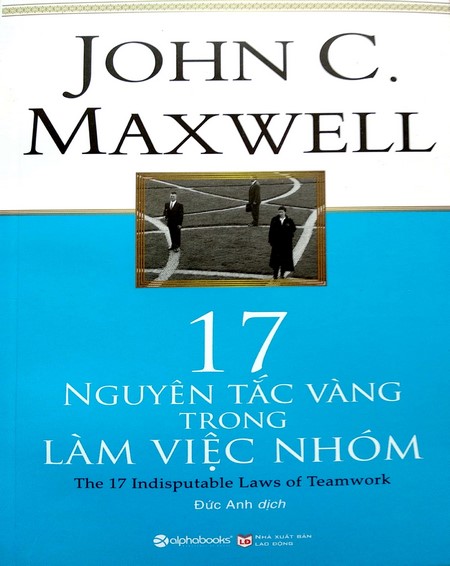 JOHN C.
MAXWELL
17
NGUYÊN TẮC VÀNG
TRONG
LÀM VIỆC NHÓM
The 17 Indisputable Laws of Teamwork
Đức Anh dịch
alphabooks
LĐ NHÀ XUẤT BẢN
LAO ĐỘNG